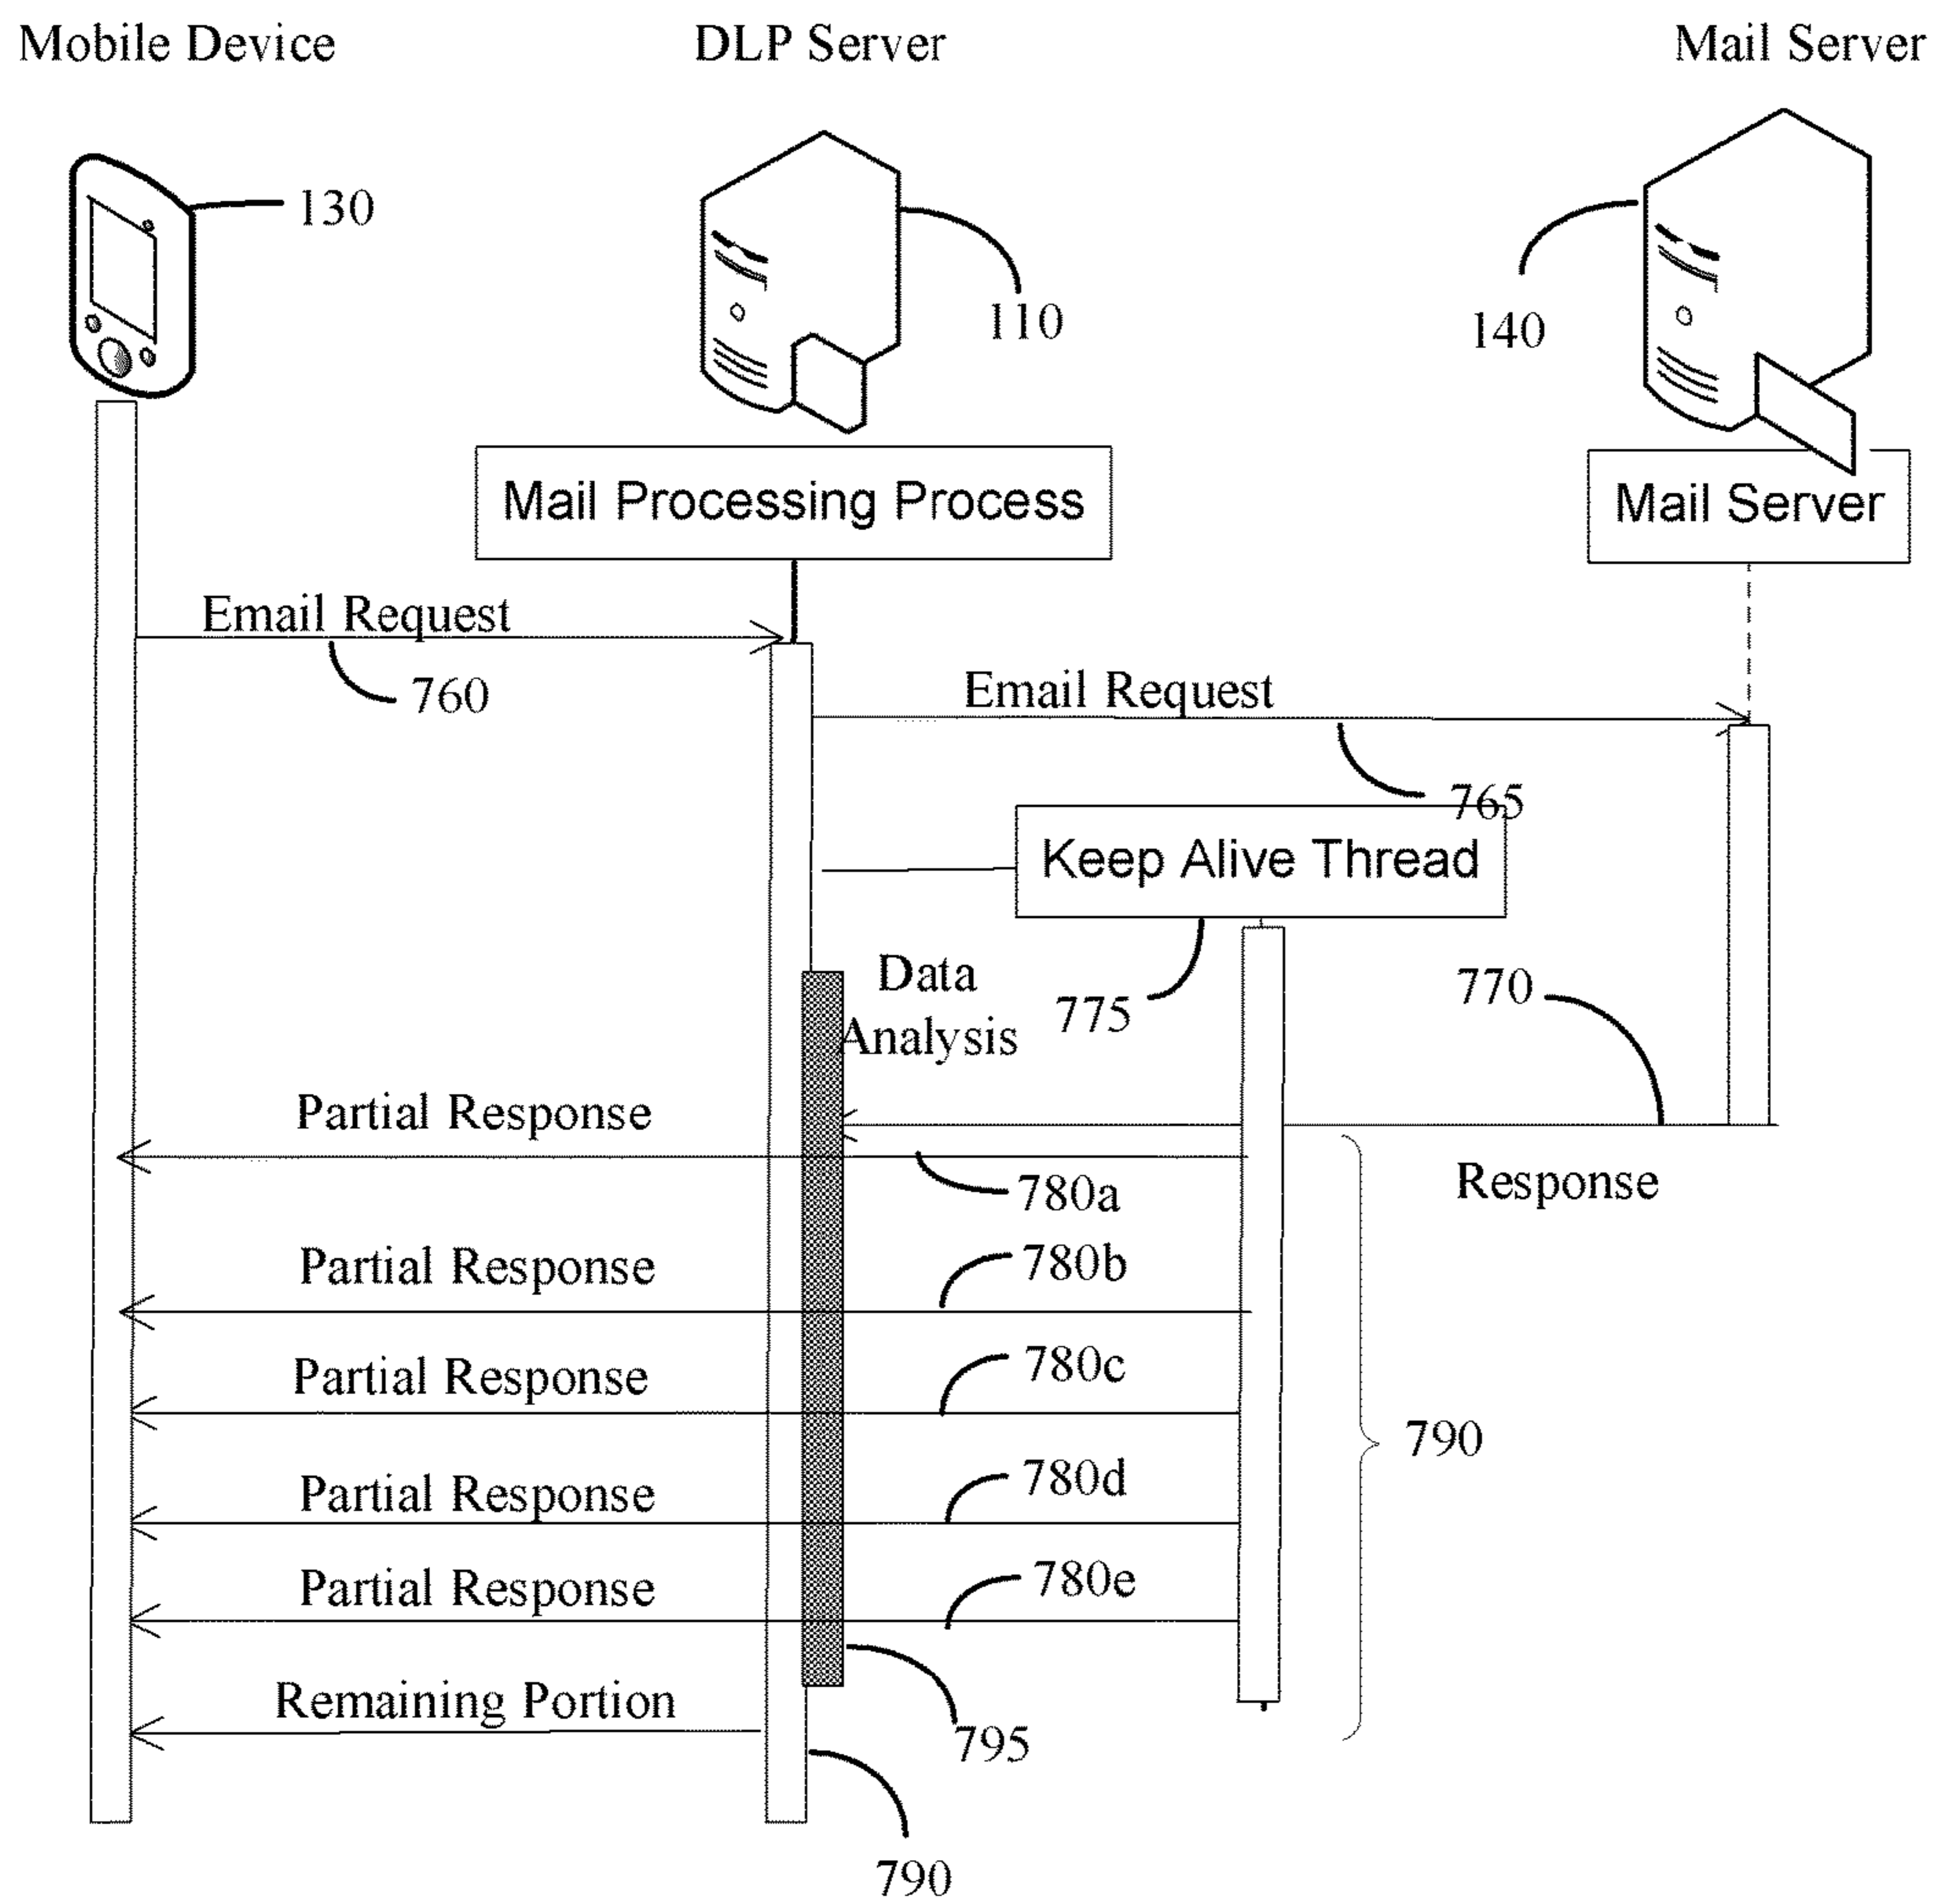 Mobile Device
DLP Server
Mail Server
130
110
140
Mail Processing Process
Mail Server
Email Request
760
Email Request
765
Keep Alive Thread
Data
Analysis
775
770
Partial Response
780a
Response
Partial Response
780b
Partial Response
780c
790
Partial Response
780d
Partial Response
780e
Remaining Portion
795
790